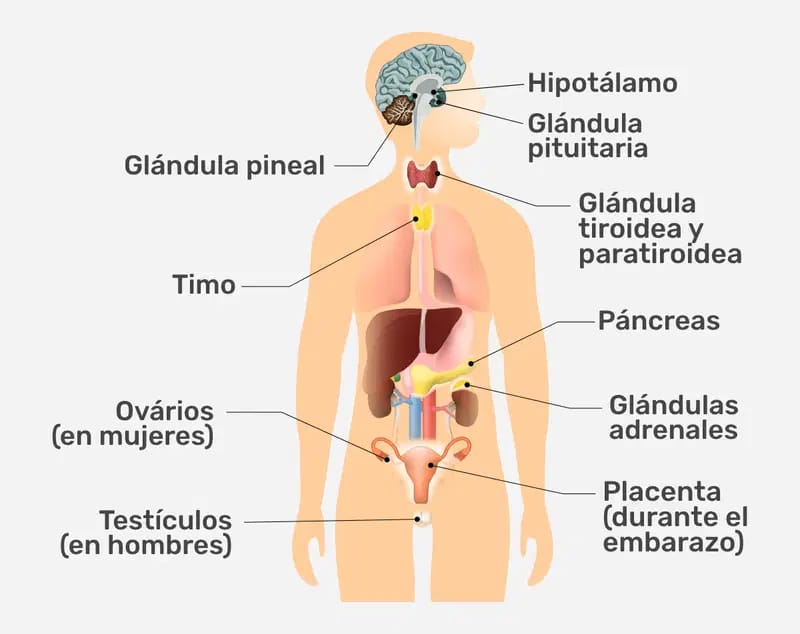 Hipotálamo
Glándula
pituitaria
Glándula pineal
Glándula
tiroidea y
paratiroidea
Timo
Páncreas
Ovários
(en mujeres)
Glándulas
adrenales
Placenta
(durante el
embarazo)
Testículos
(en hombres)